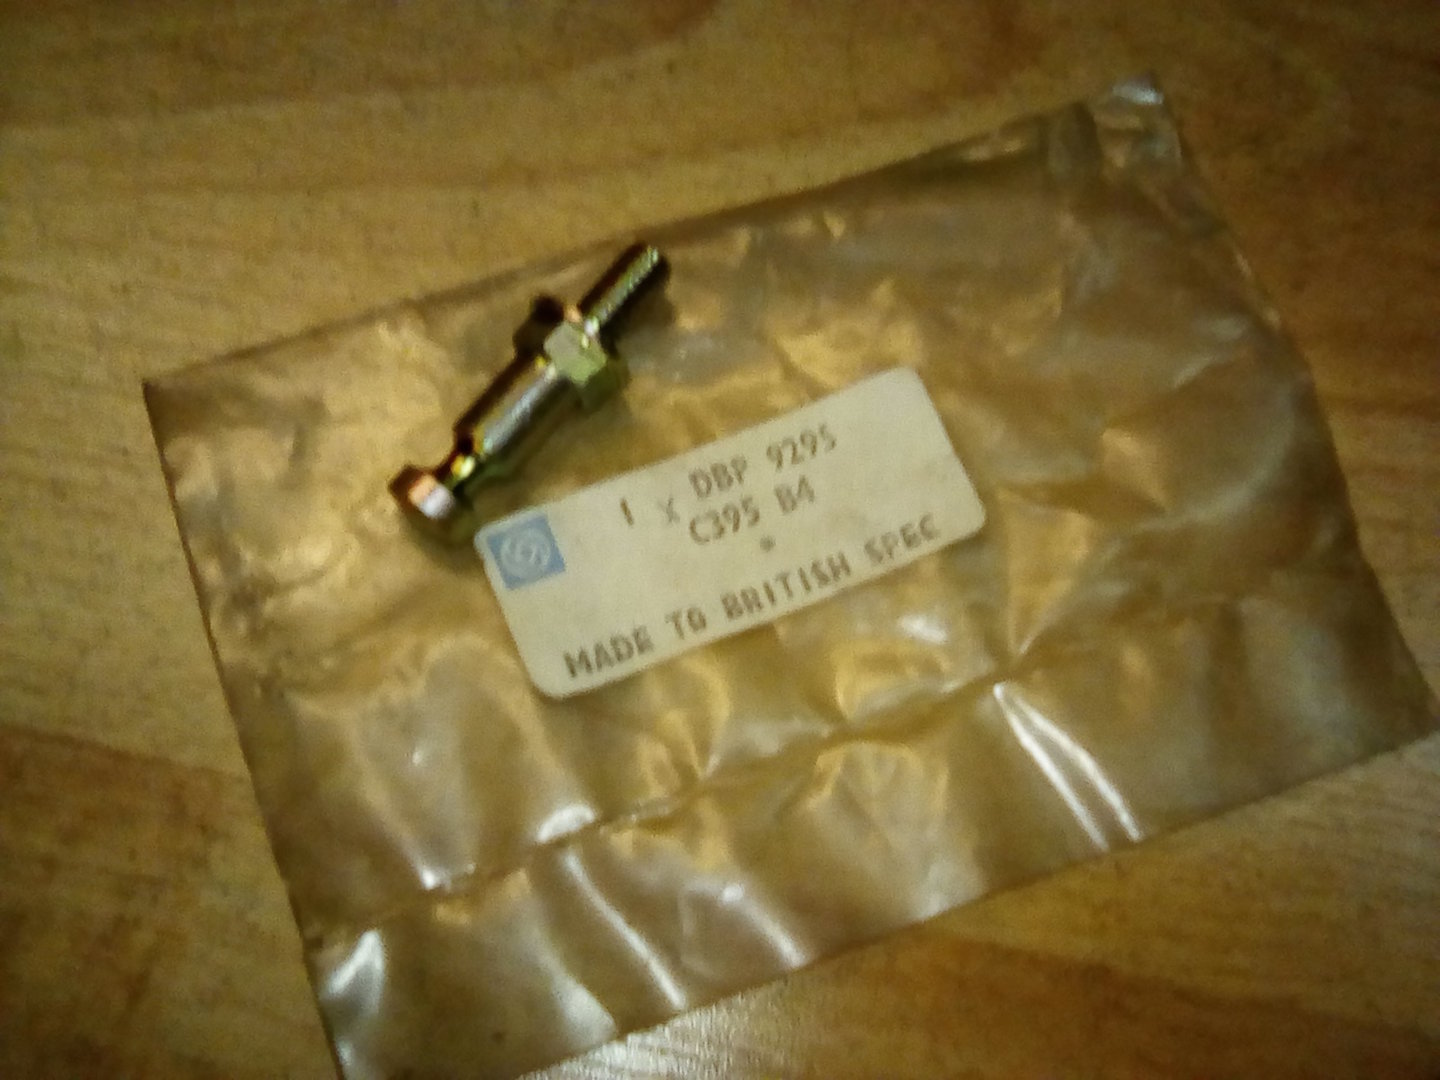 1 X DBP 9295
C395 B4
MADE TO BRITISH SPEC